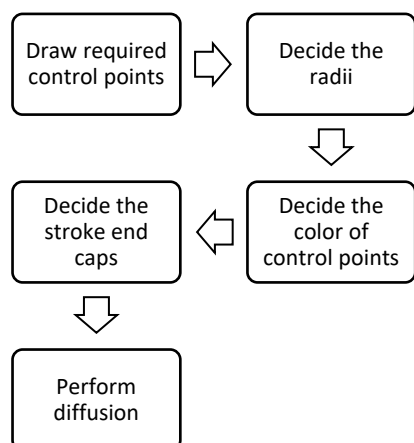 Draw required
control points
Decide the
radii
Decide the
color of
control points
Decide the
stroke end
caps
Perform
diffusion